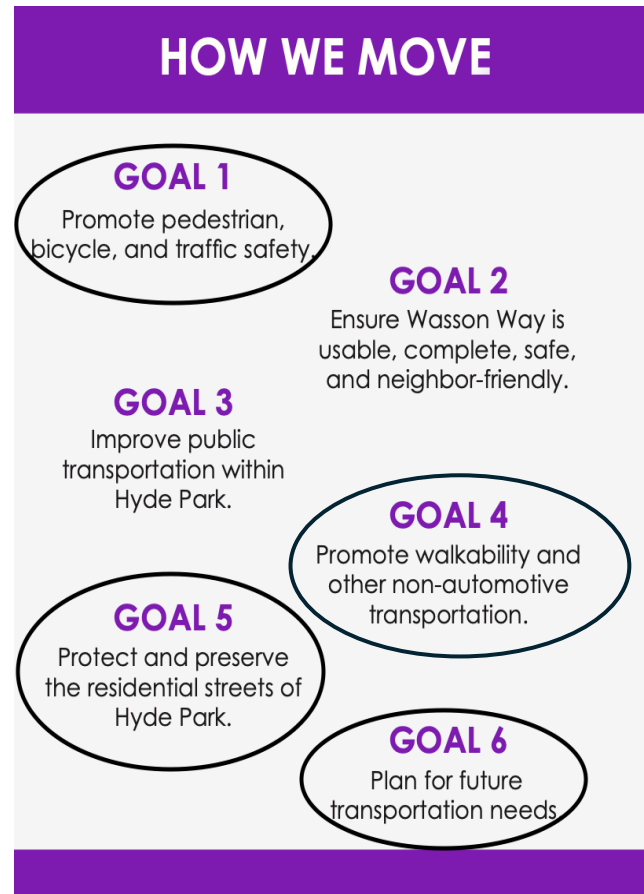 HOW WE MOVE
GOAL 1
Promote pedestrian,
bicycle, and traffic safety.
GOAL 2
Ensure Wasson Way is
usable, complete, safe,
and neighbor-friendly.
GOAL 3
Improve public
transportation within
Hyde Park.
GOAL 4
Promote walkability and
other non-automotive
transportation.
GOAL 5
Protect and preserve
the residential streets of
Hyde Park.
GOAL 6
Plan for future
transportation needs.